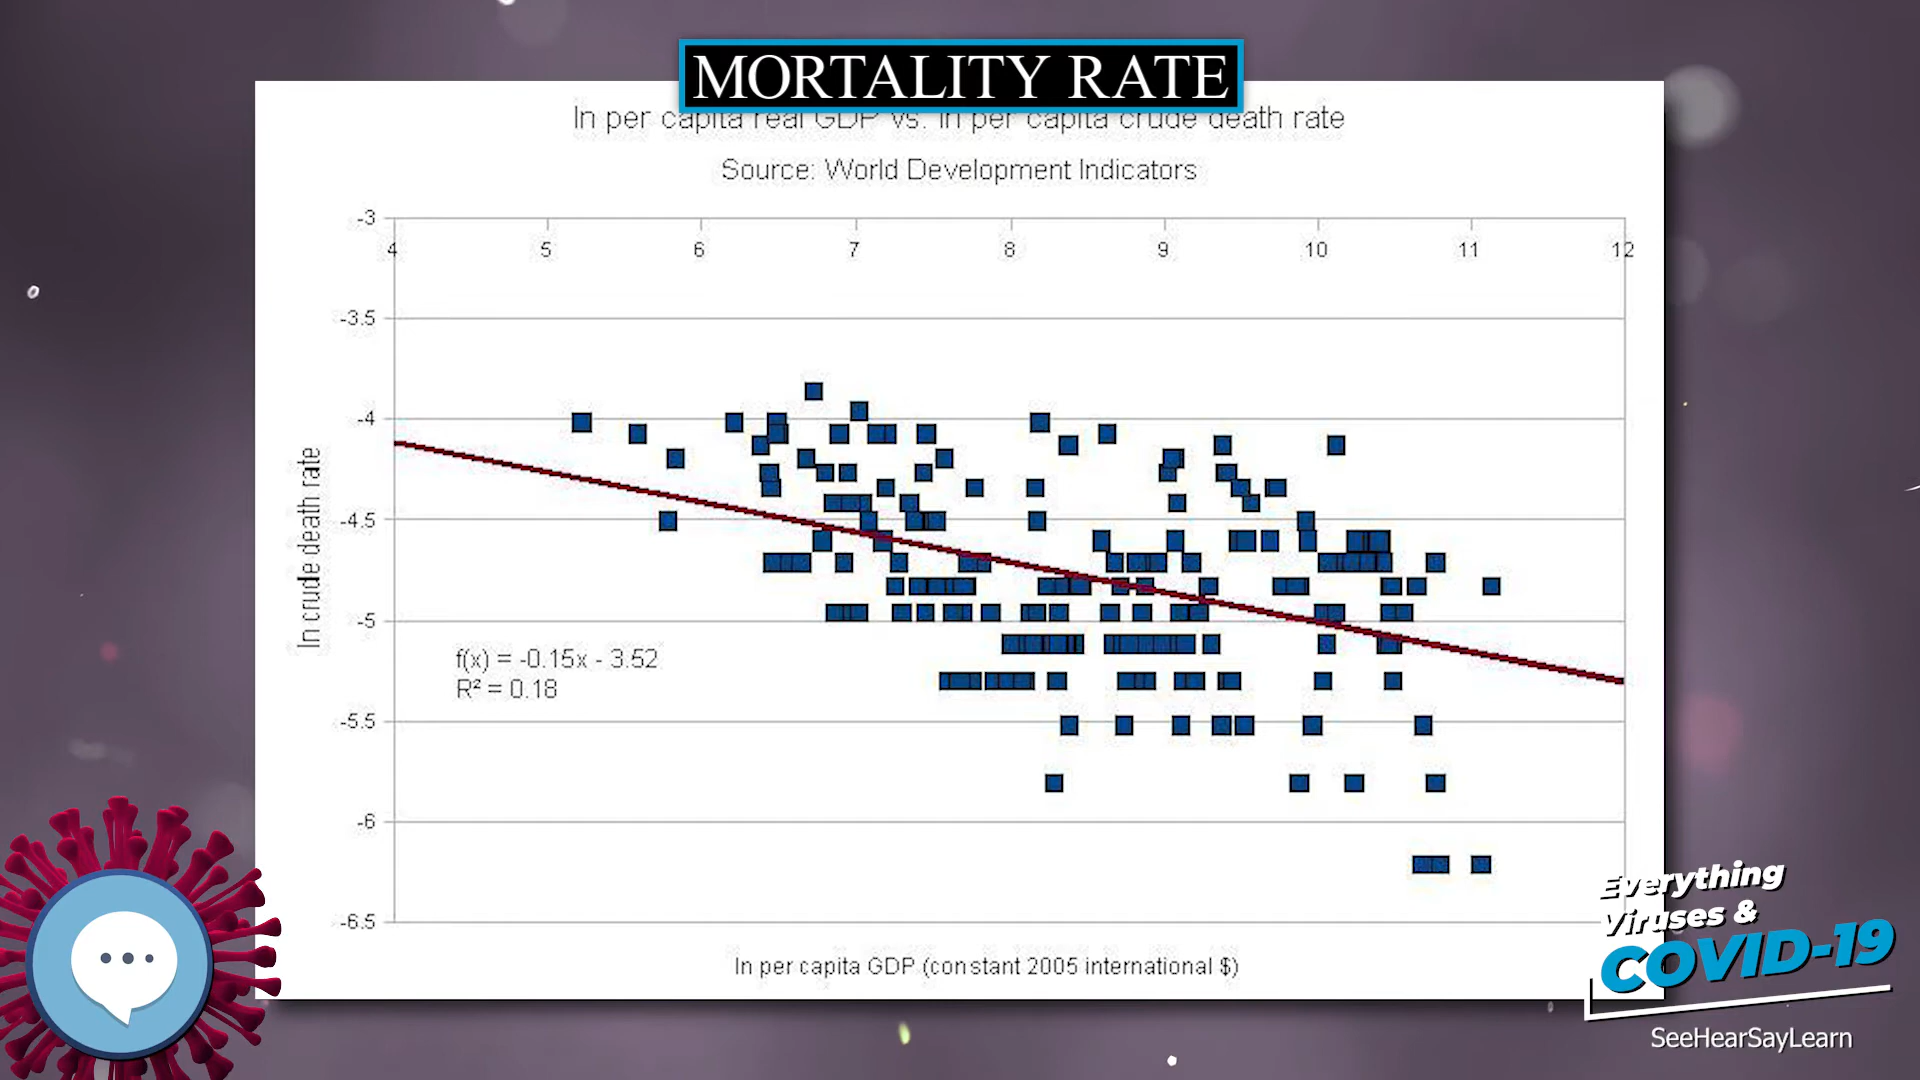 MORTALITY RATE
ln per capita real GDP vs. ln per capita crude death rate
Source: World Development Indicators
-3
4 5 6 7 8 9 10 11 12
-3.5
-4
-4.5
-5
-5.5
-6
-6.5
ln crude death rate
f(x) = -0.15x - 3.52
R² = 0.18
ln per capita GDP (constant 2005 international $)
Everything
Viruses &
COVID-19
SeeHearSayLearn